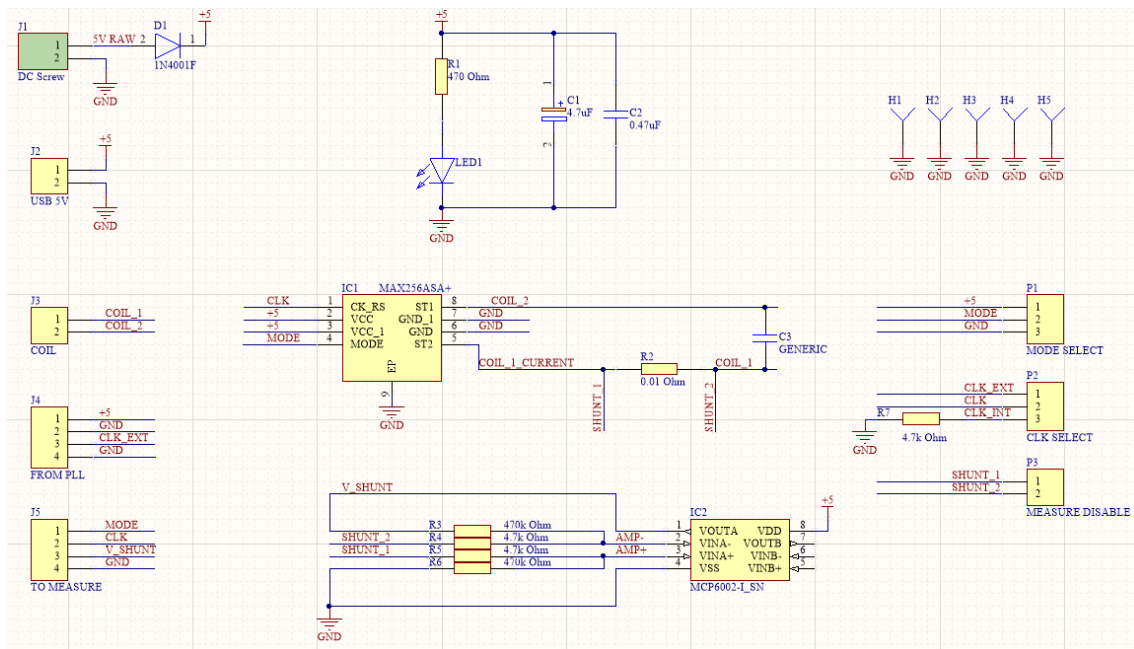 J1
1
2
DC Screw
5V RAW
2
D1
1
1N4001F
+5
GND
J2
1
2
USB 5V
+5
GND
+5
R1
470 Ohm
LED1
GND
1
C1
+
4.7uF
2
C2
0.47uF
H1 H2 H3 H4 H5
GND GND GND GND GND
J3
1 COIL_1
2 COIL_2
COIL
J4
1 +5
2 GND
3 CLK_EXT
4 GND
FROM PLL
J5
1 MODE
2 CLK
3 V_SHUNT
4 GND
TO MEASURE
IC1 MAX256ASA+
CLK 1 CK_RS ST1 8 COIL_2
+5 2 VCC GND_1 7 GND
+5 3 VCC_1 GND 6 GND
MODE 4 MODE ST2 5
EP
9
GND
COIL_1_CURRENT
SHUNT_1
R2
0.01 Ohm
SHUNT_2
COIL_1
C3
GENERIC
P1
+5 1
MODE 2
GND 3
MODE SELECT
P2
CLK_EXT 1
CLK 2
CLK_INT 3
CLK SELECT
R7
4.7k Ohm
GND
P3
SHUNT_1 1
SHUNT_2 2
MEASURE DISABLE
V_SHUNT
R3 470k Ohm
SHUNT_2 R4 4.7k Ohm AMP-
SHUNT_1 R5 4.7k Ohm AMP+
R6 470k Ohm
GND
IC2
1 VOUTA VDD 8
2 VINA- VOUTB 7
3 VINA+ VINB- 6
4 VSS VINB+ 5
MCP6002-I_SN
+5